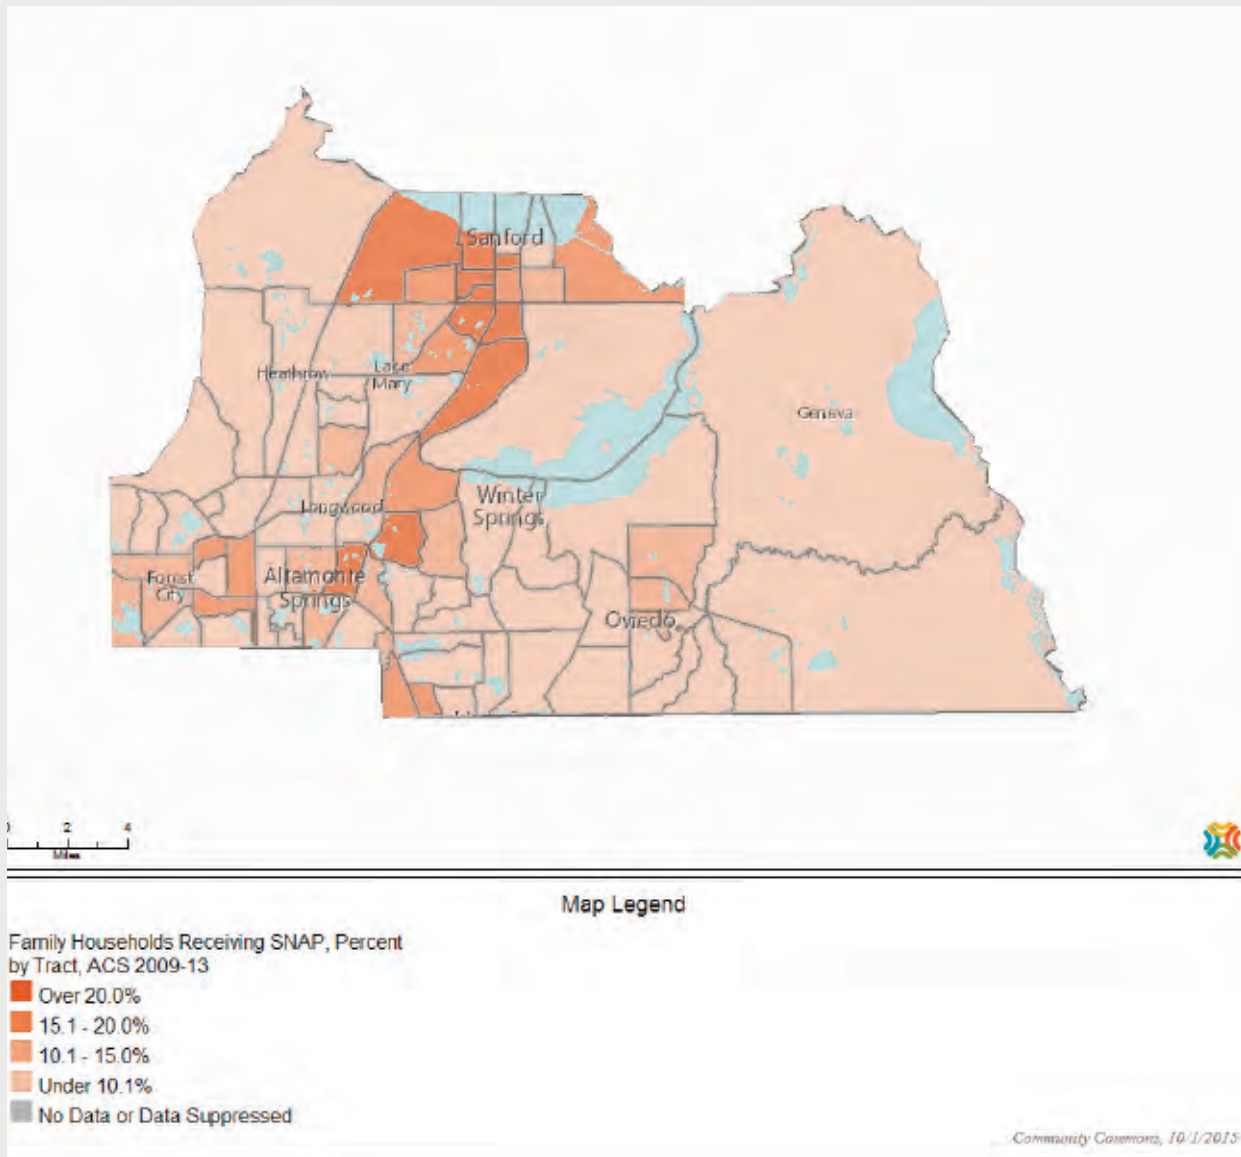 Sanford
Heathrow
Lake
Mary
Geneva
Winter
Springs
Longwood
Forest
City
Altamonte
Springs
Oviedo
2 4
Miles
Map Legend
Family Households Receiving SNAP, Percent
by Tract, ACS 2009-13
Over 20.0%
15.1 - 20.0%
10.1 - 15.0%
Under 10.1%
No Data or Data Suppressed
Community Commons, 10/1/2015